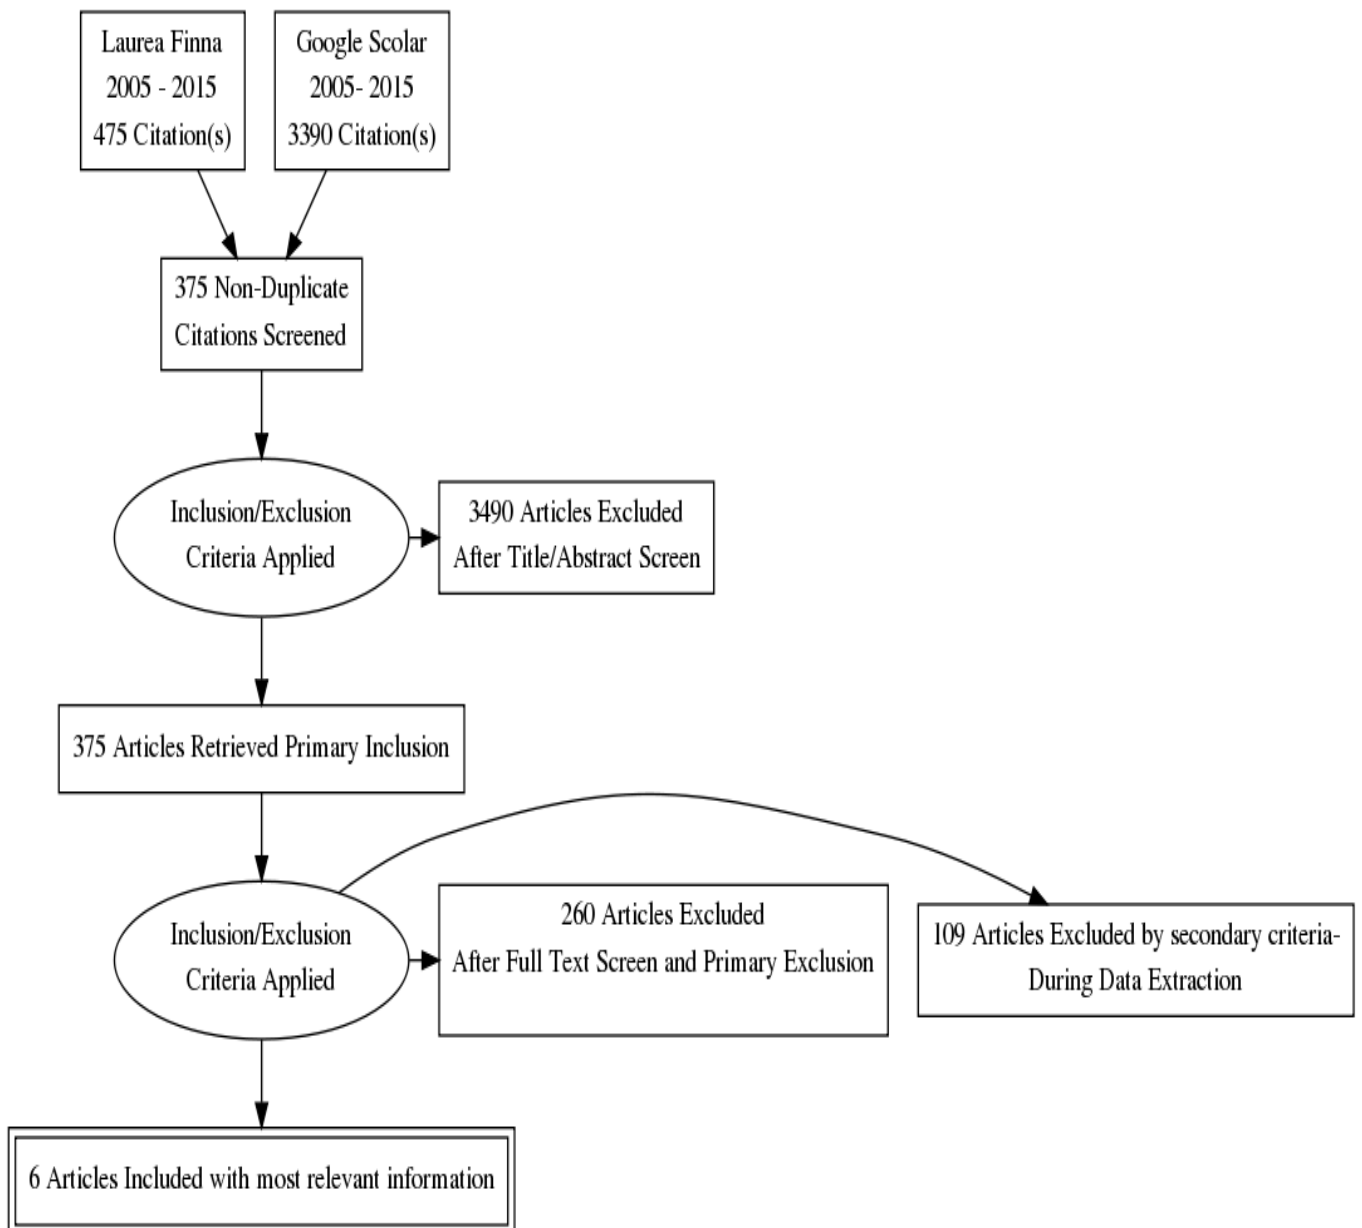 Laurea Finna
2005 - 2015
475 Citation(s)
Google Scolar
2005- 2015
3390 Citation(s)
375 Non-Duplicate
Citations Screened
Inclusion/Exclusion
Criteria Applied
3490 Articles Excluded
After Title/Abstract Screen
375 Articles Retrieved Primary Inclusion
Inclusion/Exclusion
Criteria Applied
260 Articles Excluded
After Full Text Screen and Primary Exclusion
109 Articles Excluded by secondary criteria-
During Data Extraction
6 Articles Included with most relevant information